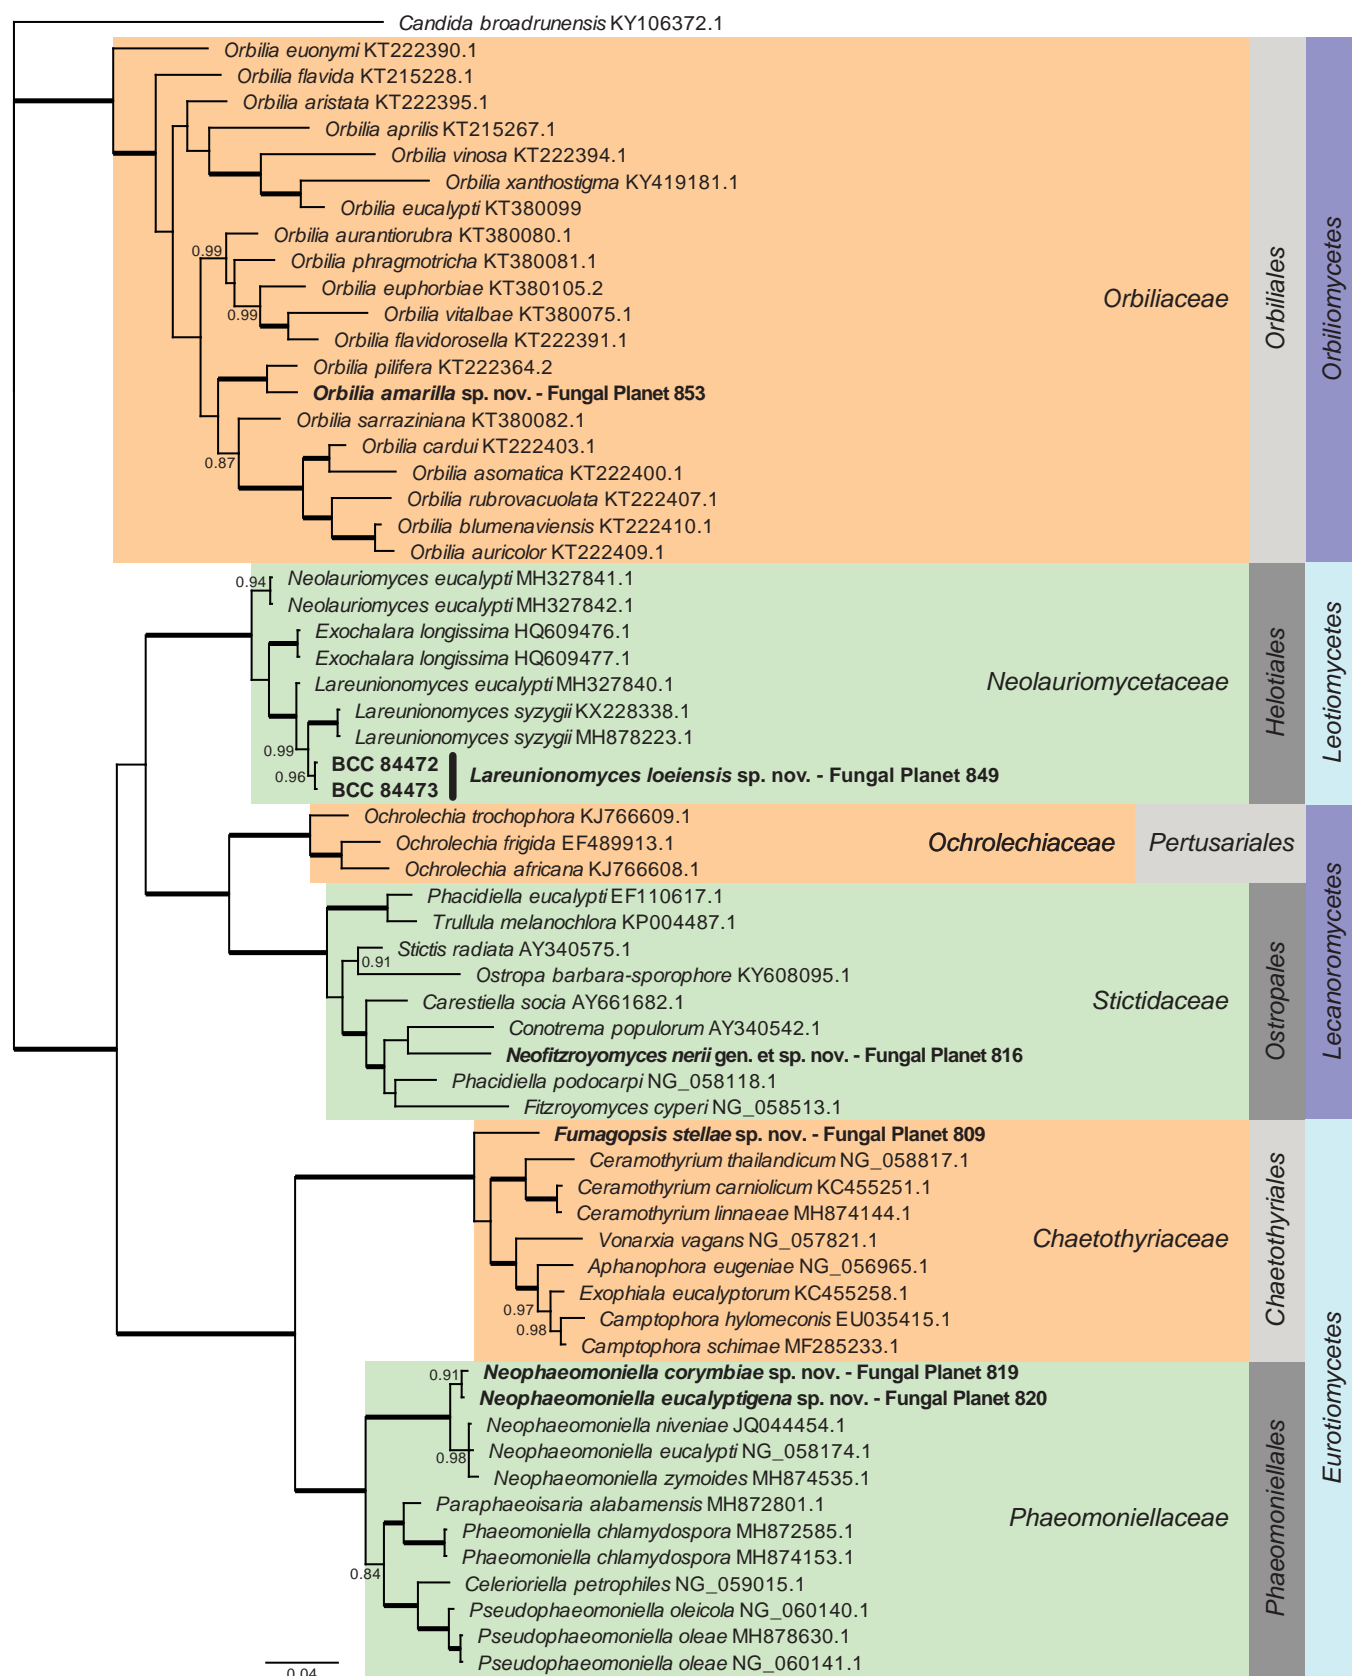 Candida broadrunensis KY106372.1
Orbilia euonymi KT222390.1
Orbilia flavida KT215228.1
Orbilia aristata KT222395.1
Orbilia aprilis KT215267.1
Orbilia vinosa KT222394.1
Orbilia xanthostigma KY419181.1
Orbilia eucalypti KT380099
Orbilia aurantiorubra KT380080.1
0.99
Orbilia phragmotricha KT380081.1
Orbilia euphorbiae KT380105.2
0.99
Orbilia vitalbae KT380075.1
Orbilia flavidorosella KT222391.1
Orbilia pilifera KT222364.2
Orbilia amarilla sp. nov. - Fungal Planet 853
Orbilia sarraziniana KT380082.1
Orbilia cardui KT222403.1
0.87
Orbilia asomatica KT222400.1
Orbilia rubrovacuolata KT222407.1
Orbilia blumenaviensis KT222410.1
Orbilia auricolor KT222409.1
Orbiliaceae
Orbiliales
Orbiliomycetes
0.94
Neolauriomyces eucalypti MH327841.1
Neolauriomyces eucalypti MH327842.1
Exochalara longissima HQ609476.1
Exochalara longissima HQ609477.1
Lareunionomyces eucalypti MH327840.1
Lareunionomyces syzygii KX228338.1
Lareunionomyces syzygii MH878223.1
0.99
BCC 84472
0.96
BCC 84473
Lareunionomyces loeiensis sp. nov. - Fungal Planet 849
Neolauriomycetaceae
Helotiales
Leotiomycetes
Ochrolechia trochophora KJ766609.1
Ochrolechia frigida EF489913.1
Ochrolechia africana KJ766608.1
Ochrolechiaceae
Pertusariales
Phacidiella eucalypti EF110617.1
Trullula melanochlora KP004487.1
Stictis radiata AY340575.1
0.91
Ostropa barbara-sporophore KY608095.1
Carestiella socia AY661682.1
Conotrema populorum AY340542.1
Neofitzroyomyces nerii gen. et sp. nov. - Fungal Planet 816
Phacidiella podocarpi NG_058118.1
Fitzroyomyces cyperi NG_058513.1
Stictidaceae
Ostropales
Lecanoromycetes
Fumagopsis stellae sp. nov. - Fungal Planet 809
Ceramothyrium thailandicum NG_058817.1
Ceramothyrium carniolicum KC455251.1
Ceramothyrium linnaeae MH874144.1
Vonarxia vagans NG_057821.1
Aphanophora eugeniae NG_056965.1
Exophiala eucalyptorum KC455258.1
0.97
Camptophora hylomeconis EU035415.1
0.98
Camptophora schimae MF285233.1
Chaetothyriaceae
Chaetothyriales
0.91
Neophaeomoniella corymbiae sp. nov. - Fungal Planet 819
Neophaeomoniella eucalyptigena sp. nov. - Fungal Planet 820
Neophaeomoniella niveniae JQ044454.1
Neophaeomoniella eucalypti NG_058174.1
0.98
Neophaeomoniella zymoides MH874535.1
Paraphaeoisaria alabamensis MH872801.1
Phaeomoniella chlamydospora MH872585.1
Phaeomoniella chlamydospora MH874153.1
0.84
Celerioriella petrophiles NG_059015.1
Pseudophaeomoniella oleicola NG_060140.1
Pseudophaeomoniella oleae MH878630.1
Pseudophaeomoniella oleae NG_060141.1
Phaeomoniellaceae
Phaeomoniellales
Eurotiomycetes
0.04